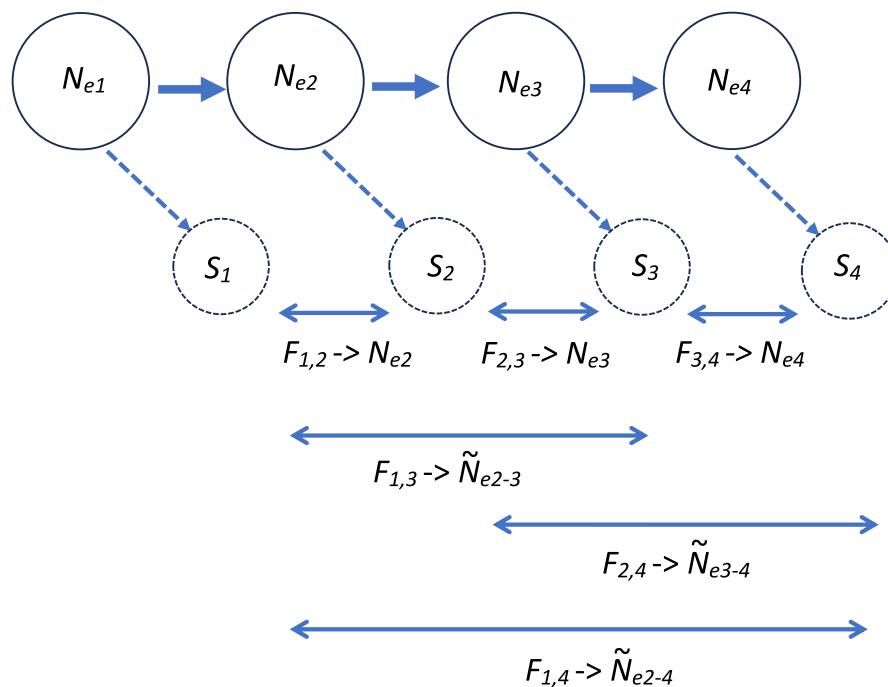 Ne1 Ne2 Ne3 Ne4
S1 S2 S3 S4
F1,2 -> Ne2 F2,3 -> Ne3 F3,4 -> Ne4
F1,3 -> Ñe2-3
F2,4 -> Ñe3-4
F1,4 -> Ñe2-4